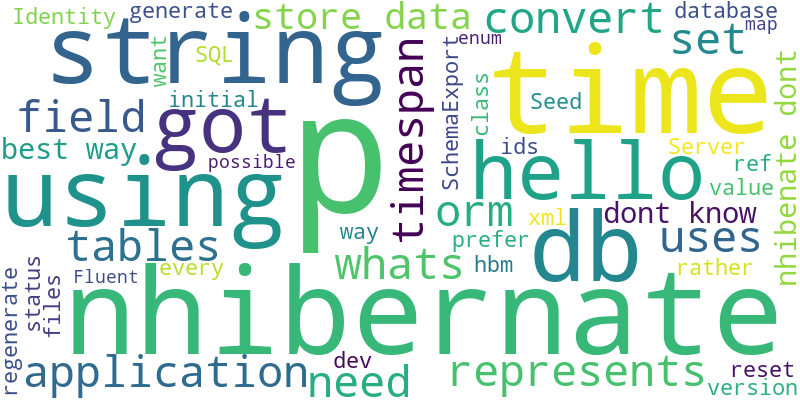 Identity
generate
store data
convert
database
map
string
want
SQL
enum
set
time
initial
timespan
SchemaExport
class
Seed
nhibenate dont
field
got
p
best way
possible
hello
ids
Server
ref
value
using
way
orm
xml
dont know
db
uses
tables
whats
prefer
hbm
rather
regenerate
status
files
Fluent
every
nhibernate
application
dev
need
represents
reset
version